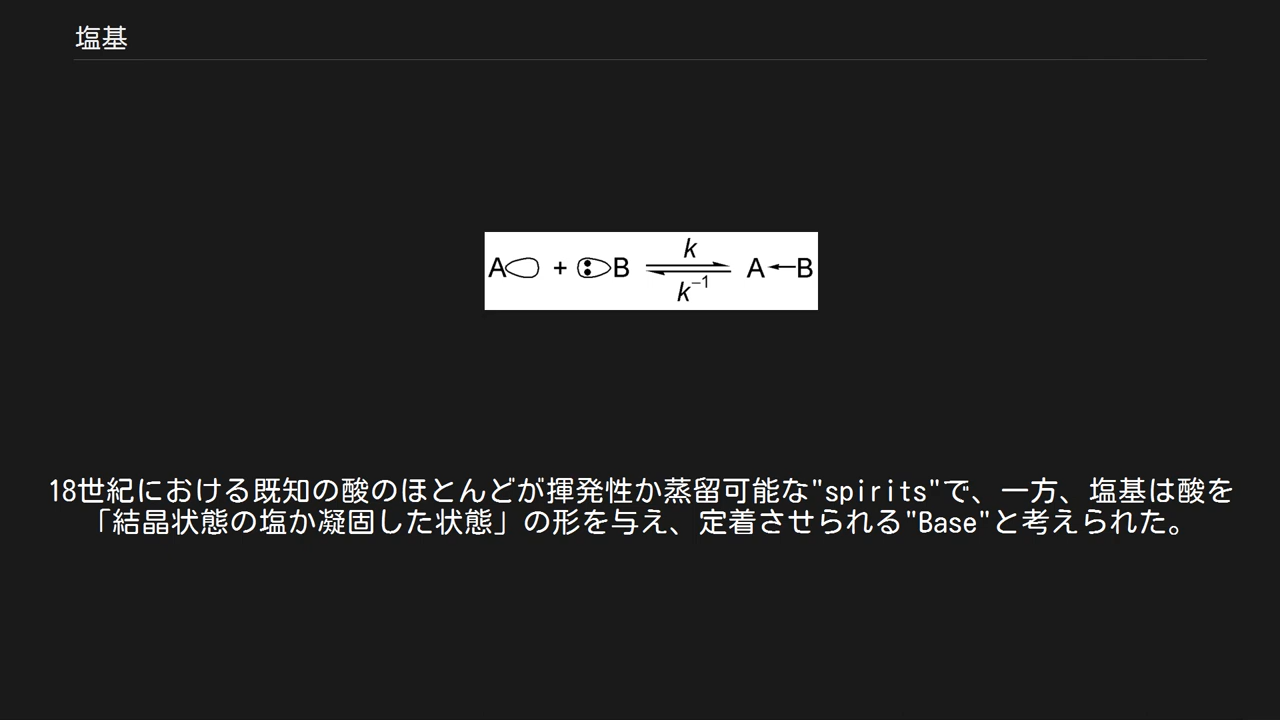 塩基
A + B k k⁻¹ A←B
18世紀における既知の酸のほとんどが揮発性か蒸留可能な"spirits"で、一方、塩基は酸を
「結晶状態の塩か凝固した状態」の形を与え、定着させられる"Base"と考えられた。